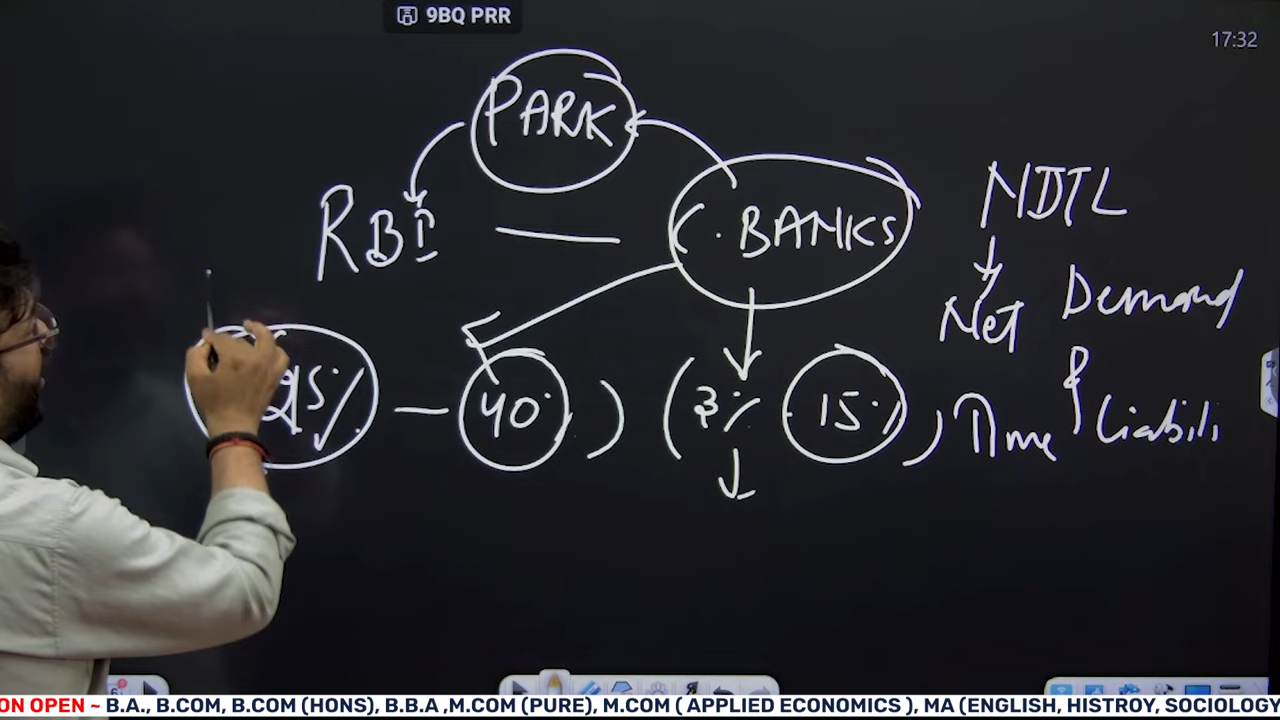 9BQ PRR
17:32
PARK
RBI
C. BANKS
NDTL
Net Demand
&
Time Liabili
25%
40%
3%
15%
ON OPEN ~ B.A., B.COM, B.COM (HONS), B.B.A ,M.COM (PURE), M.COM ( APPLIED ECONOMICS ), MA (ENGLISH, HISTROY, SOCIOLOGY